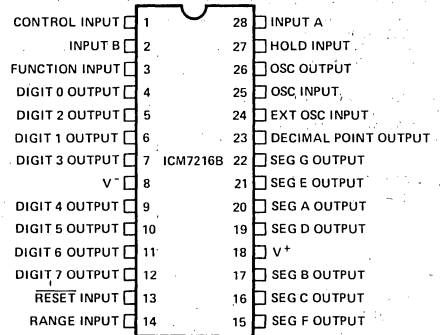 CONTROL INPUT 1 28 INPUT A
INPUT B 2 27 HOLD INPUT
FUNCTION INPUT 3 26 OSC OUTPUT
DIGIT 0 OUTPUT 4 25 OSC INPUT
DIGIT 2 OUTPUT 5 24 EXT OSC INPUT
DIGIT 1 OUTPUT 6 23 DECIMAL POINT OUTPUT
DIGIT 3 OUTPUT 7 ICM7216B 22 SEG G OUTPUT
V- 8 21 SEG E OUTPUT
DIGIT 4 OUTPUT 9 20 SEG A OUTPUT
DIGIT 5 OUTPUT 10 19 SEG D OUTPUT
DIGIT 6 OUTPUT 11 18 V+
DIGIT 7 OUTPUT 12 17 SEG B OUTPUT
RESET INPUT 13 16 SEG C OUTPUT
RANGE INPUT 14 15 SEG F OUTPUT